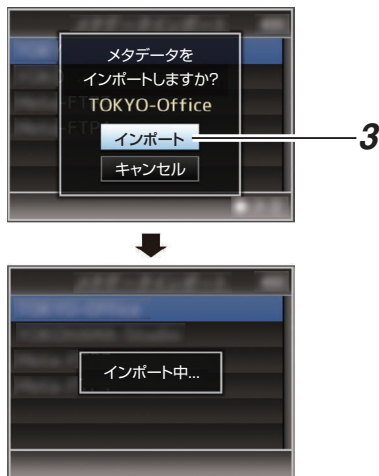 メタデータを
インポートしますか?
TOKYO-Office
インポート
キャンセル
3
インポート中...